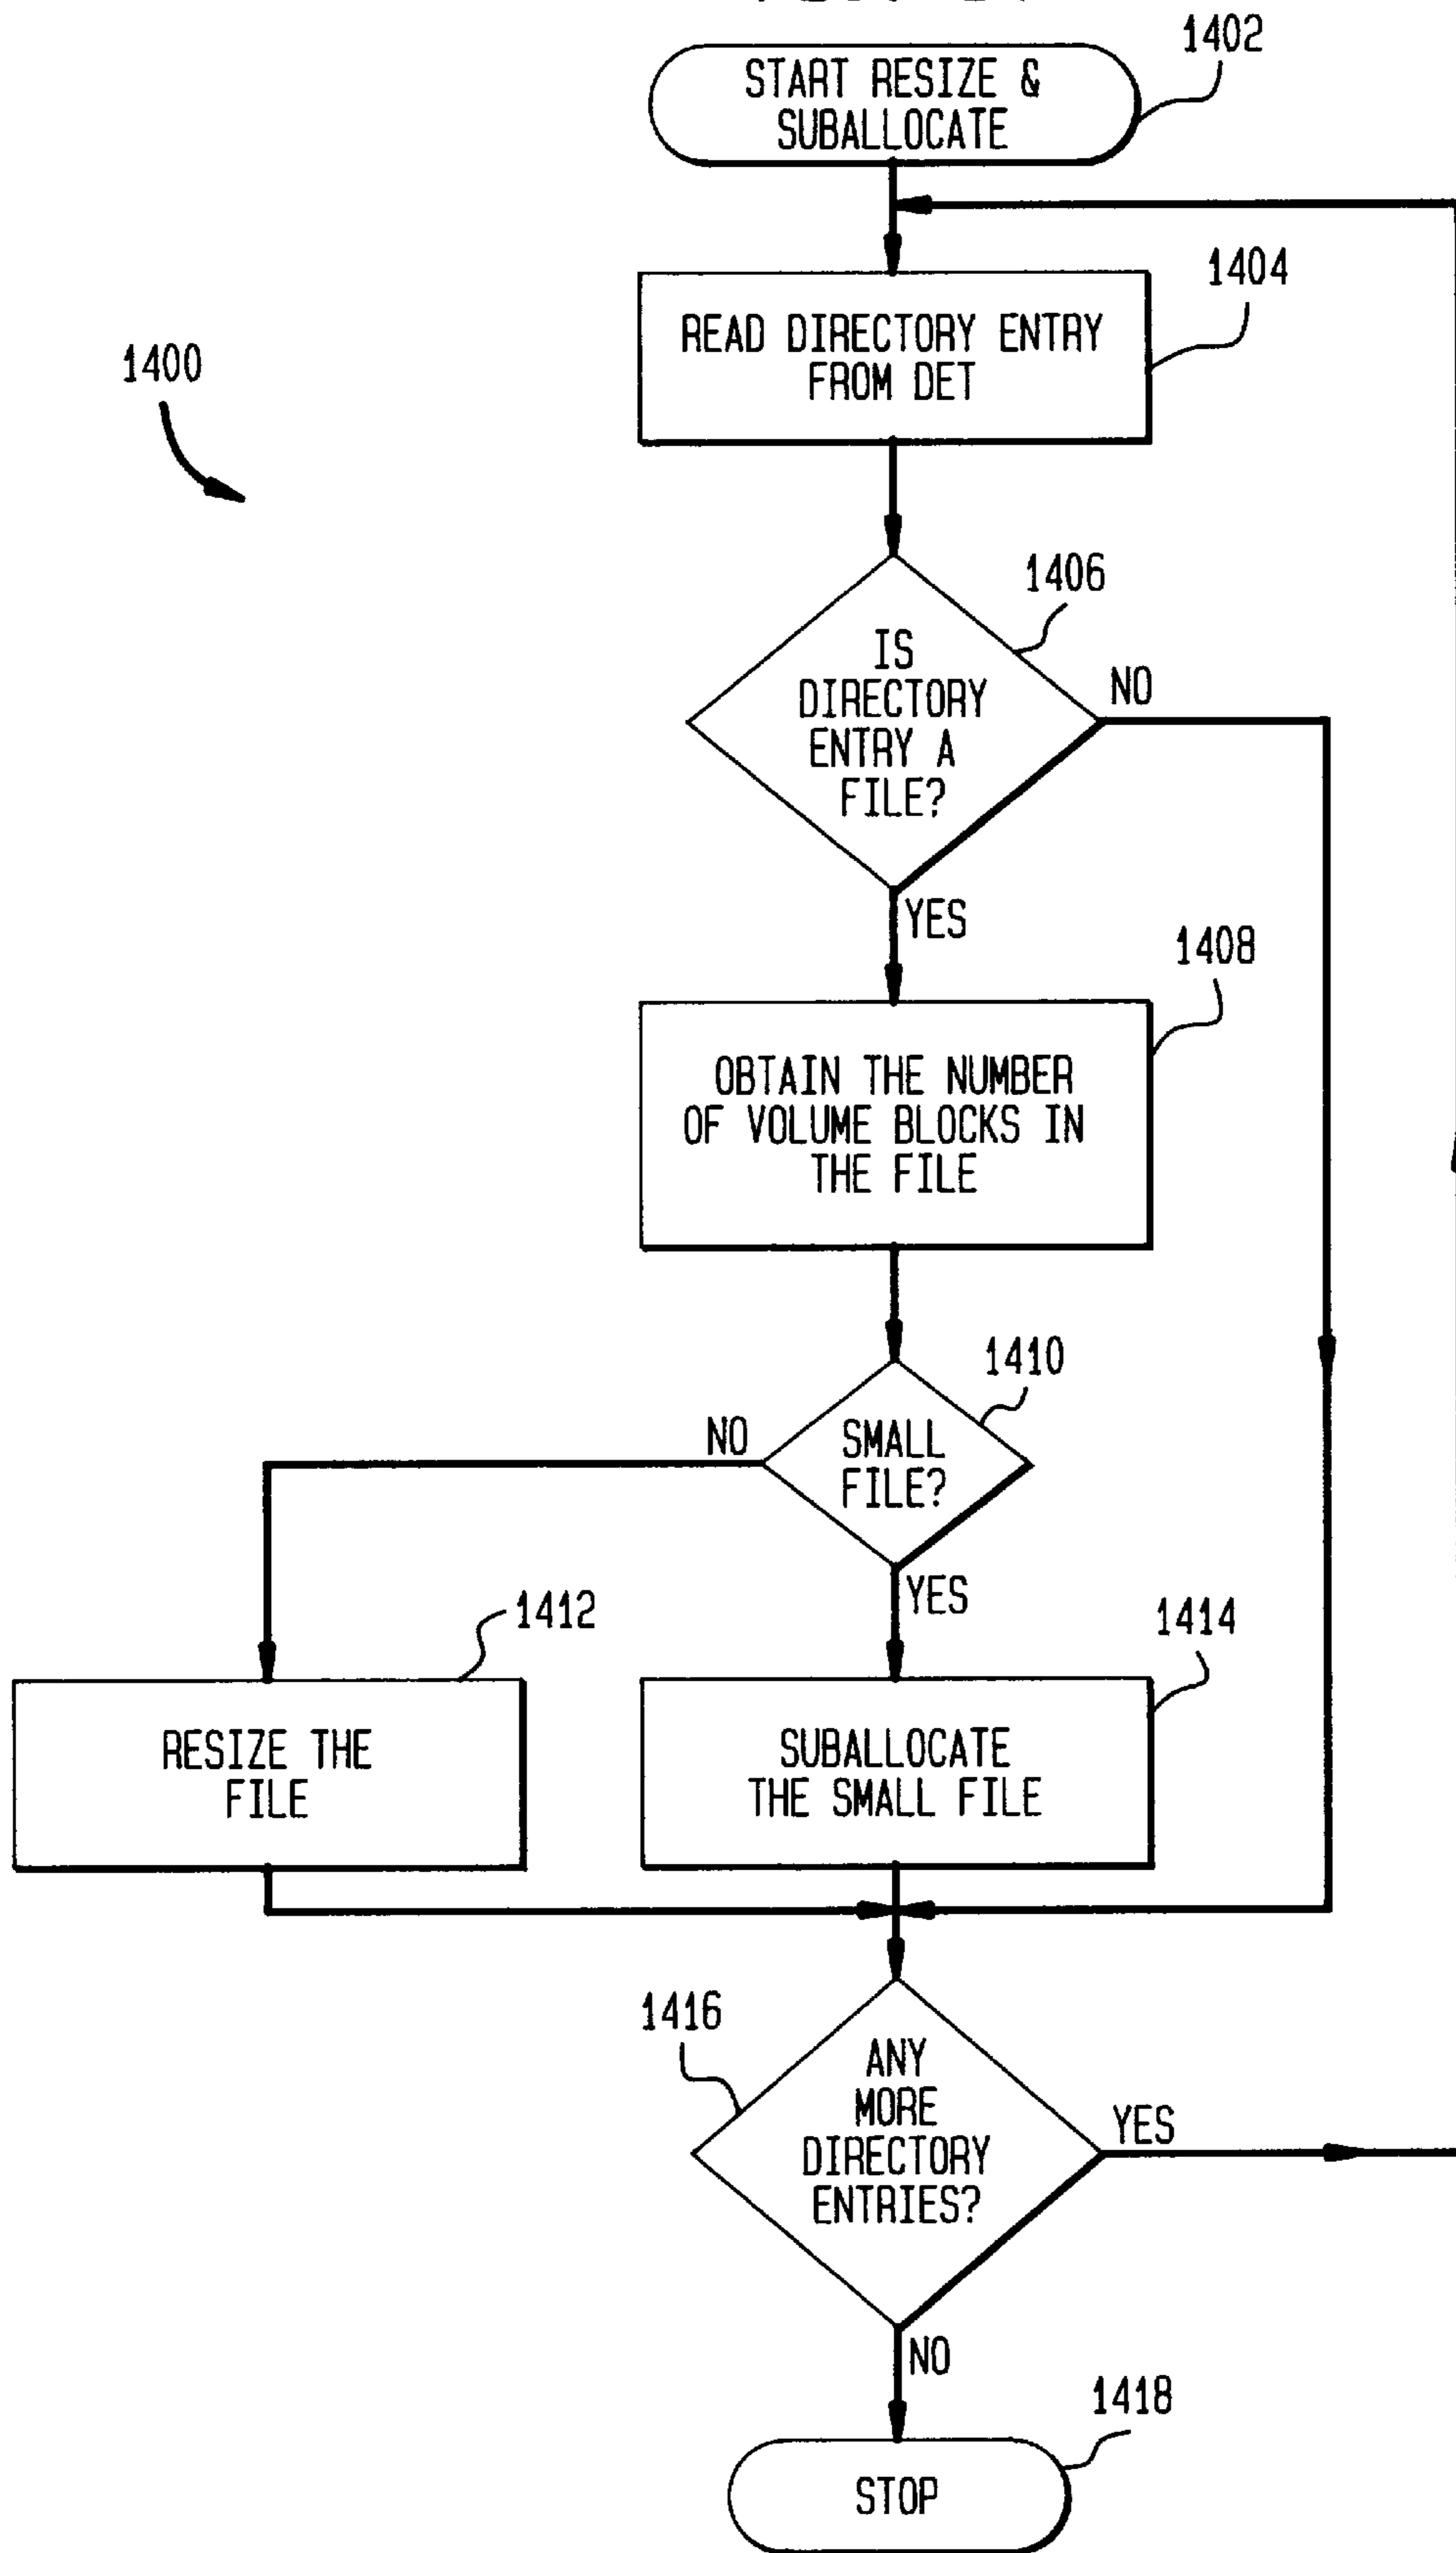 1402
START RESIZE &
SUBALLOCATE
1404
READ DIRECTORY ENTRY
FROM DET
1400
1406
IS
DIRECTORY
ENTRY A
FILE?
NO
YES
1408
OBTAIN THE NUMBER
OF VOLUME BLOCKS IN
THE FILE
1410
SMALL
FILE?
NO
YES
1412
RESIZE THE
FILE
1414
SUBALLOCATE
THE SMALL FILE
1416
ANY
MORE
DIRECTORY
ENTRIES?
YES
NO
1418
STOP